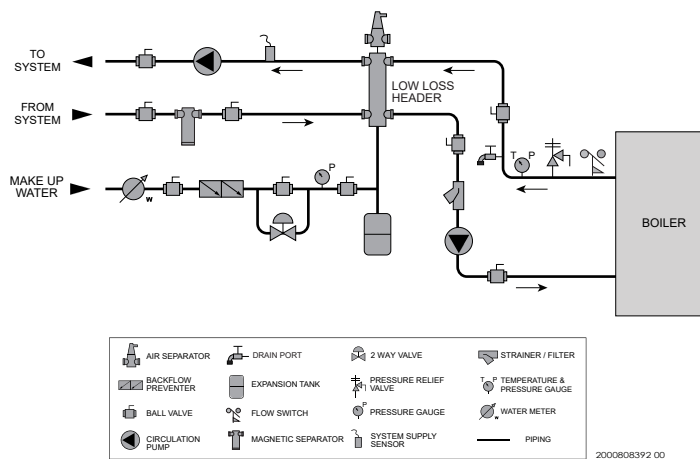 TO
SYSTEM
LOW LOSS
HEADER
FROM
SYSTEM
P
T
P
MAKE UP
WATER
W
BOILER
AIR SEPARATOR
DRAIN PORT
2 WAY VALVE
STRAINER / FILTER
BACKFLOW
PREVENTER
EXPANSION TANK
PRESSURE RELIEF
VALVE
T
P
TEMPERATURE &
PRESSURE GAUGE
BALL VALVE
FLOW SWITCH
P
PRESSURE GAUGE
W
WATER METER
CIRCULATION
PUMP
MAGNETIC SEPARATOR
SYSTEM SUPPLY
SENSOR
PIPING
2000808392 00